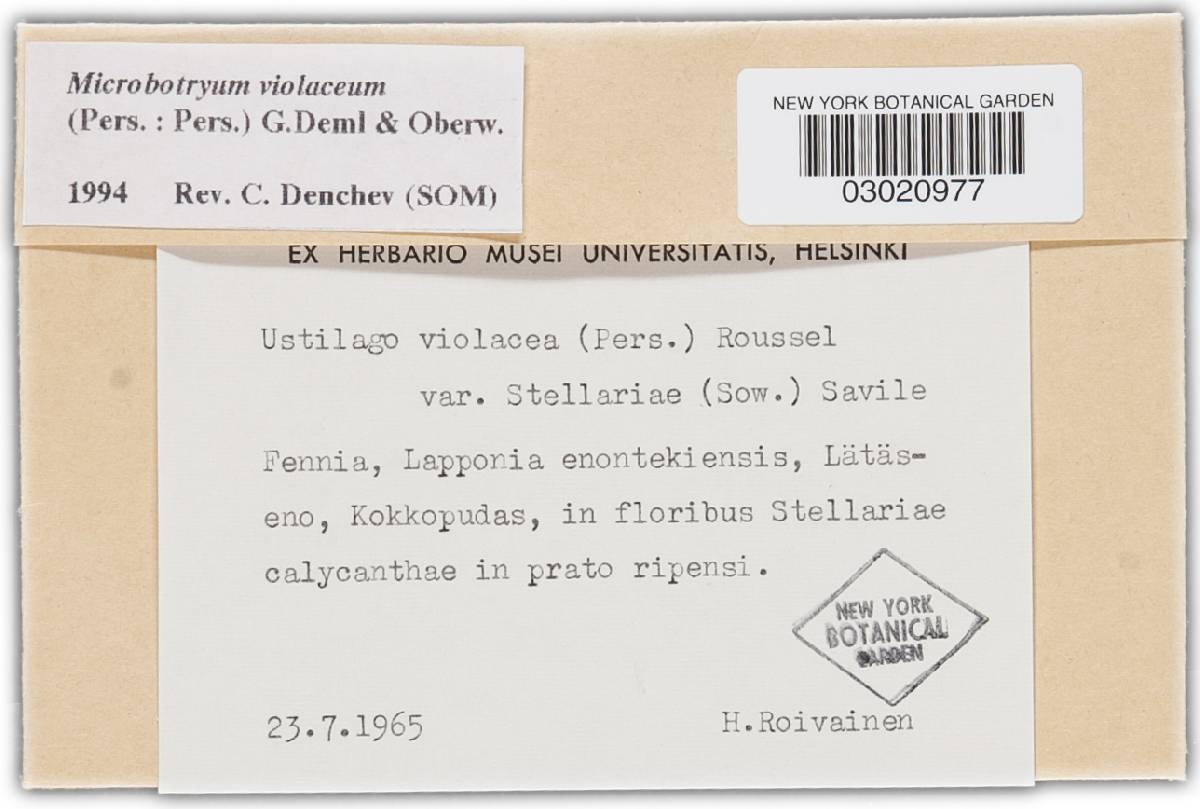 Microbotryum violaceum
(Pers. : Pers.) G.Deml & Oberw.
1994 Rev. C. Denchev (SOM)
NEW YORK BOTANICAL GARDEN
03020977
EX HERBARIO MUSEI UNIVERSITATIS, HELSINKI
Ustilago violacea (Pers.) Roussel
var. Stellariae (Sow.) Savile
Fennia, Lapponia enontekiensis, Lätäs-
eno, Kokkopudas, in floribus Stellariae
calycanthae in prato ripensi.
NEW YORK
BOTANICAL
GARDEN
23.7.1965 H.Roivainen